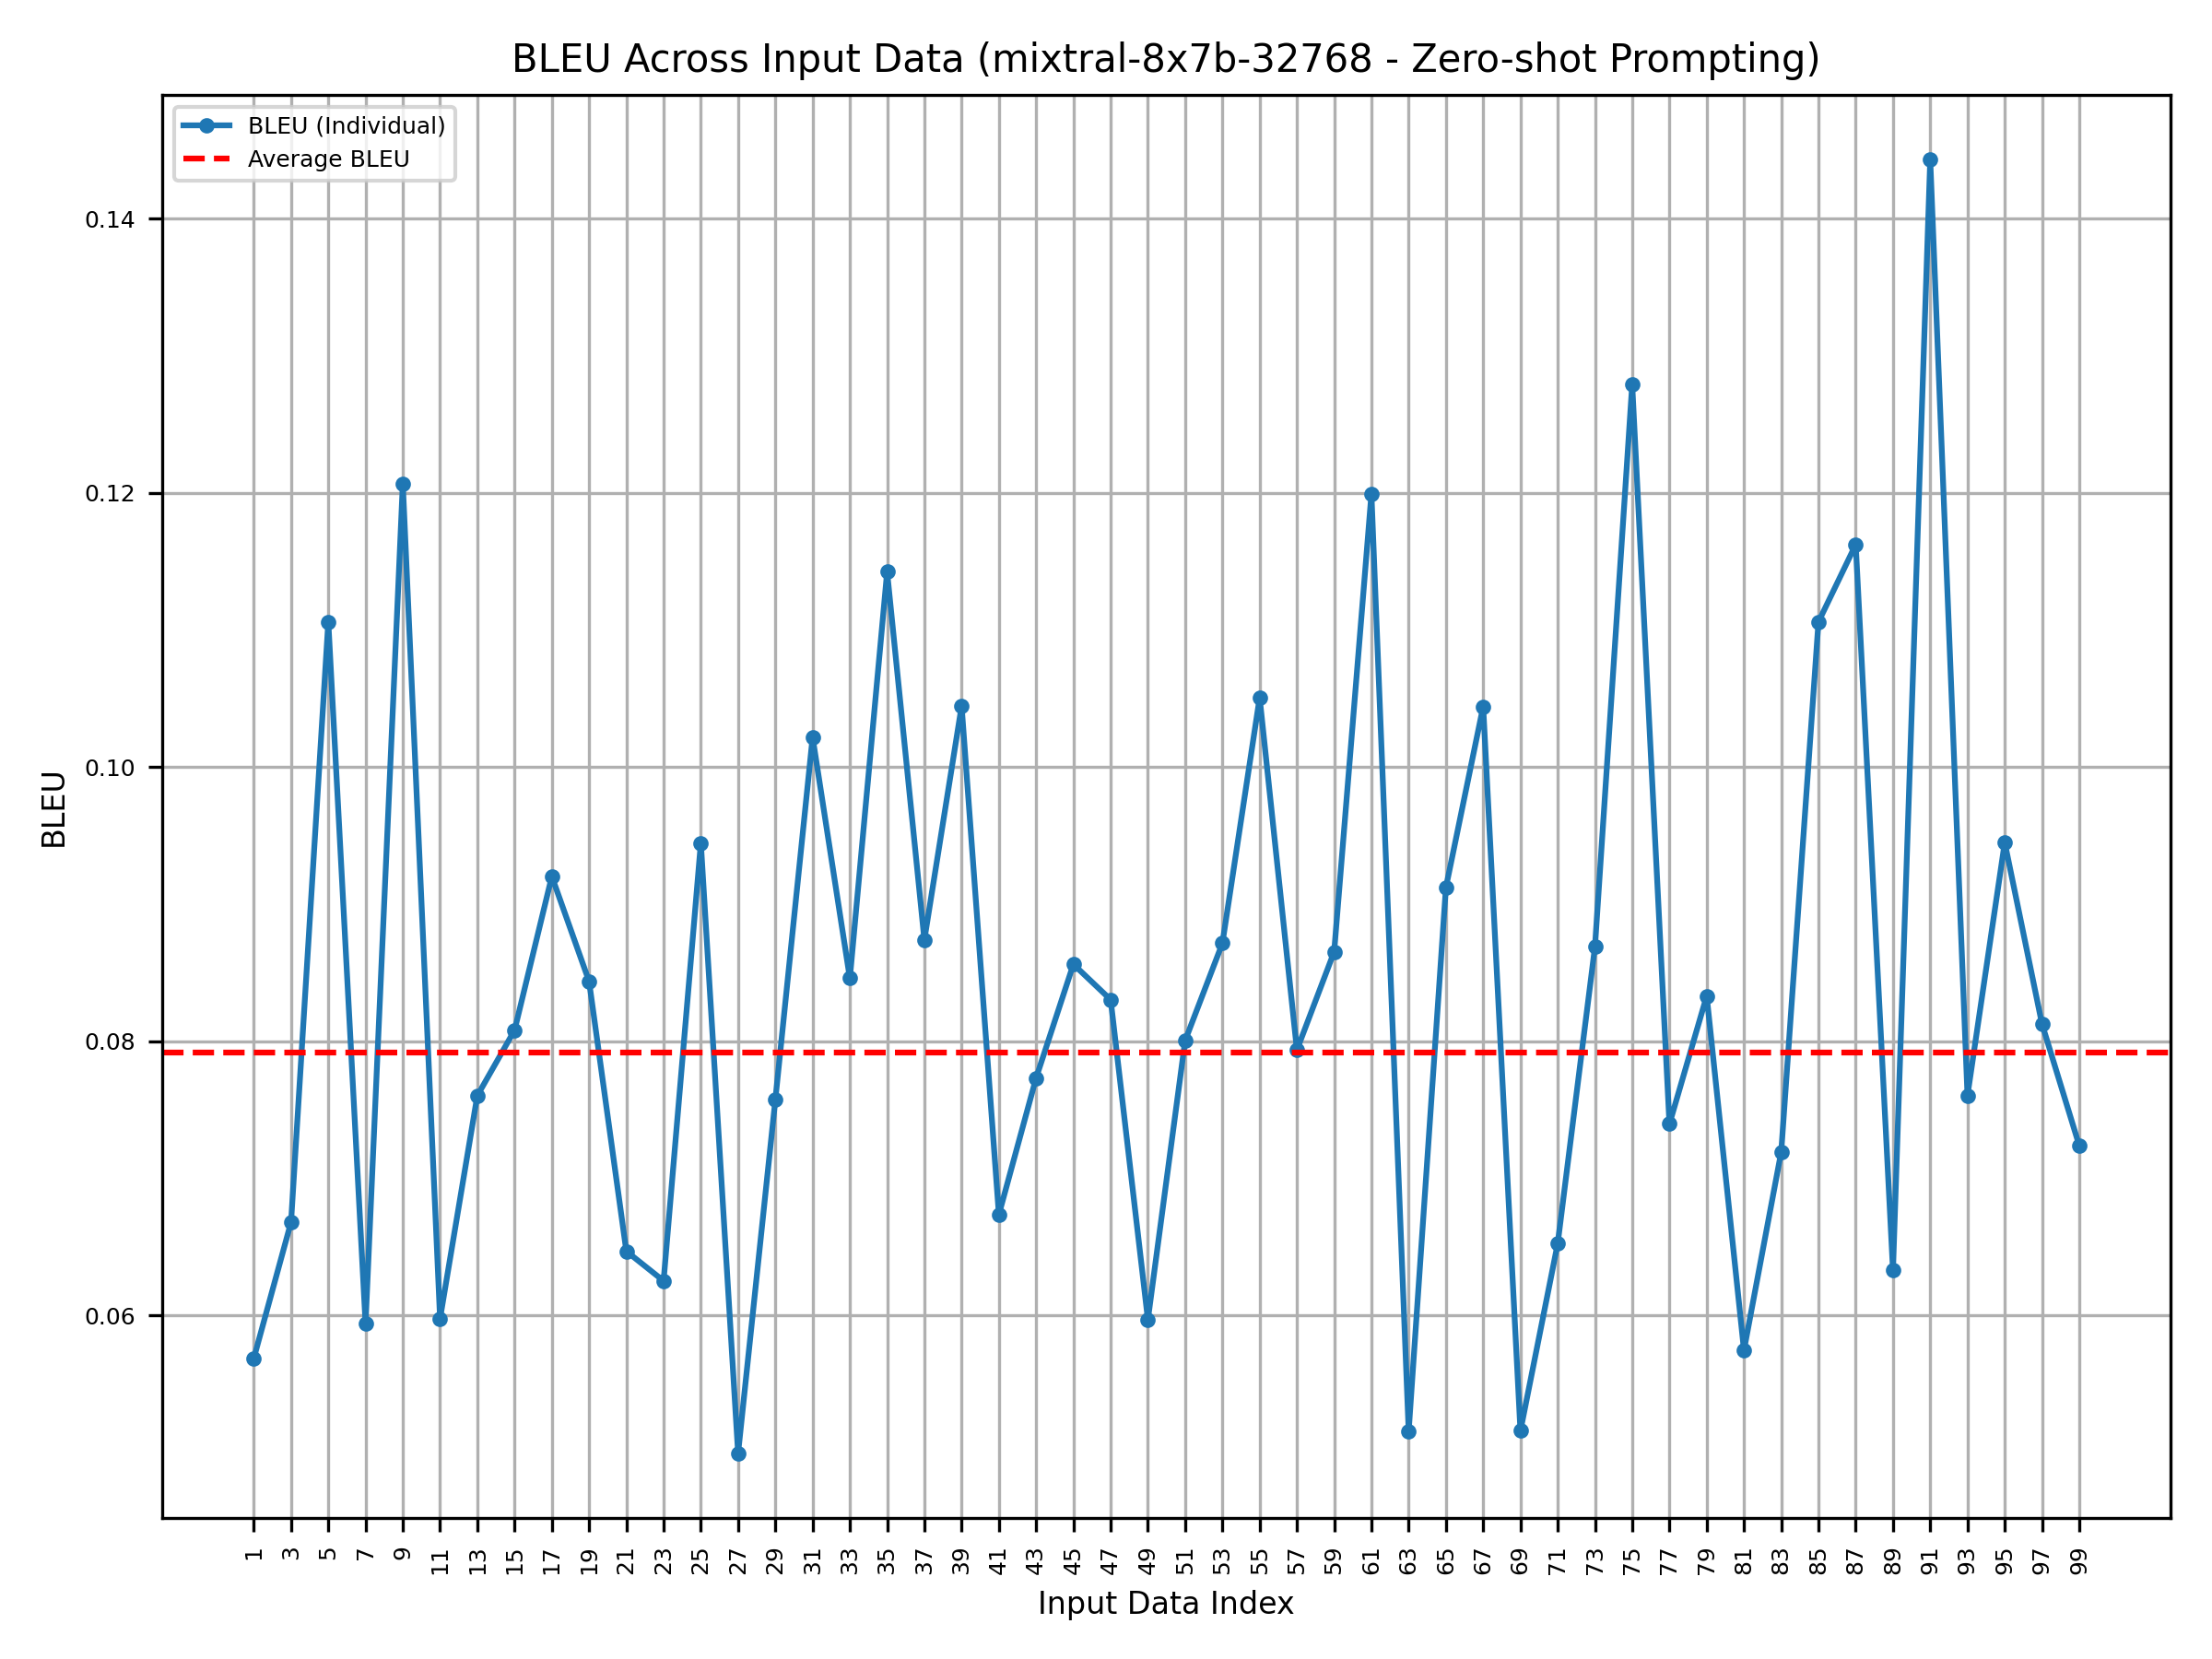 BLEU Across Input Data (mixtral-8x7b-32768 - Zero-shot Prompting)
BLEU (Individual)
Average BLEU
0.14
0.12
0.10
0.08
0.06
BLEU
1 3 5 7 9 11 13 15 17 19 21 23 25 27 29 31 33 35 37 39 41 43 45 47 49 51 53 55 57 59 61 63 65 67 69 71 73 75 77 79 81 83 85 87 89 91 93 95 97 99
Input Data Index